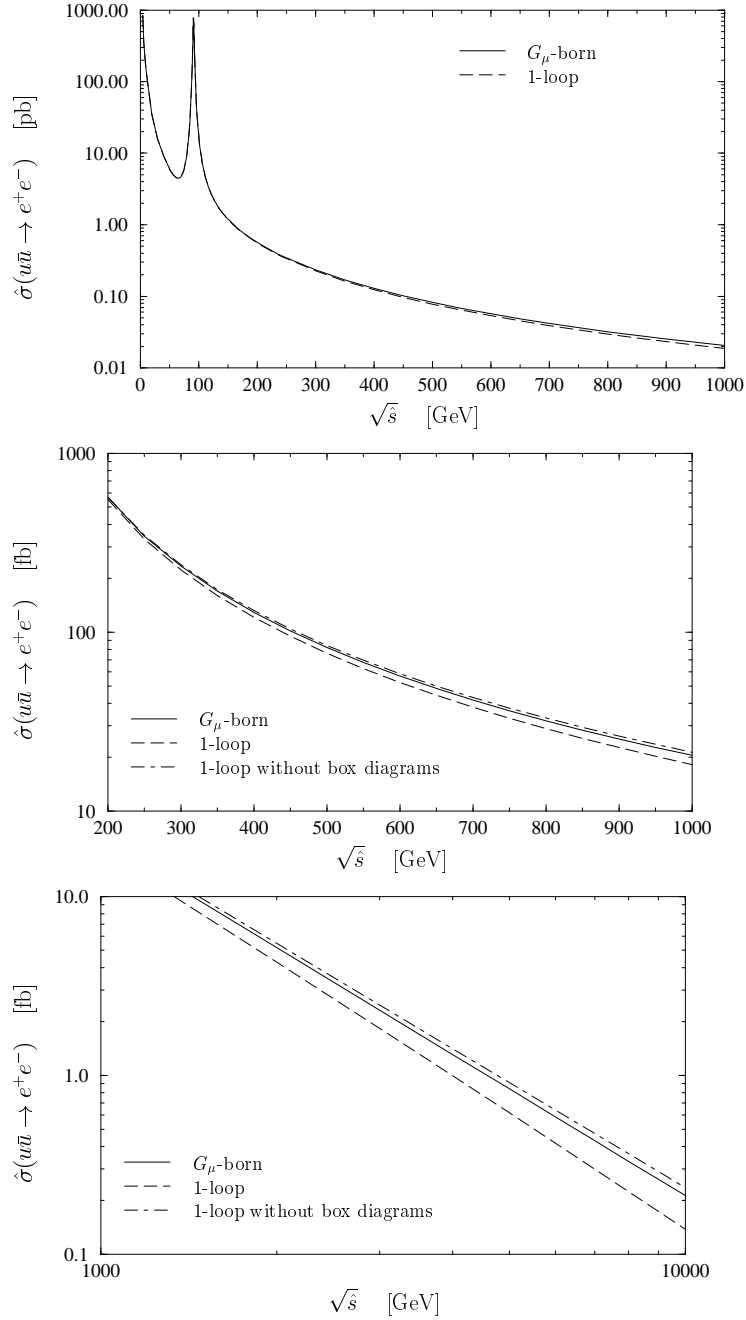 1000.00
100.00
10.00
1.00
0.10
0.01
σ̂(uū → e⁺e⁻) [pb]
G_μ-born
1-loop
0 100 200 300 400 500 600 700 800 900 1000
√ŝ [GeV]
1000
100
10
σ̂(uū → e⁺e⁻) [fb]
G_μ-born
1-loop
1-loop without box diagrams
200 300 400 500 600 700 800 900 1000
√ŝ [GeV]
10.0
1.0
0.1
σ̂(uū → e⁺e⁻) [fb]
G_μ-born
1-loop
1-loop without box diagrams
1000 10000
√ŝ [GeV]